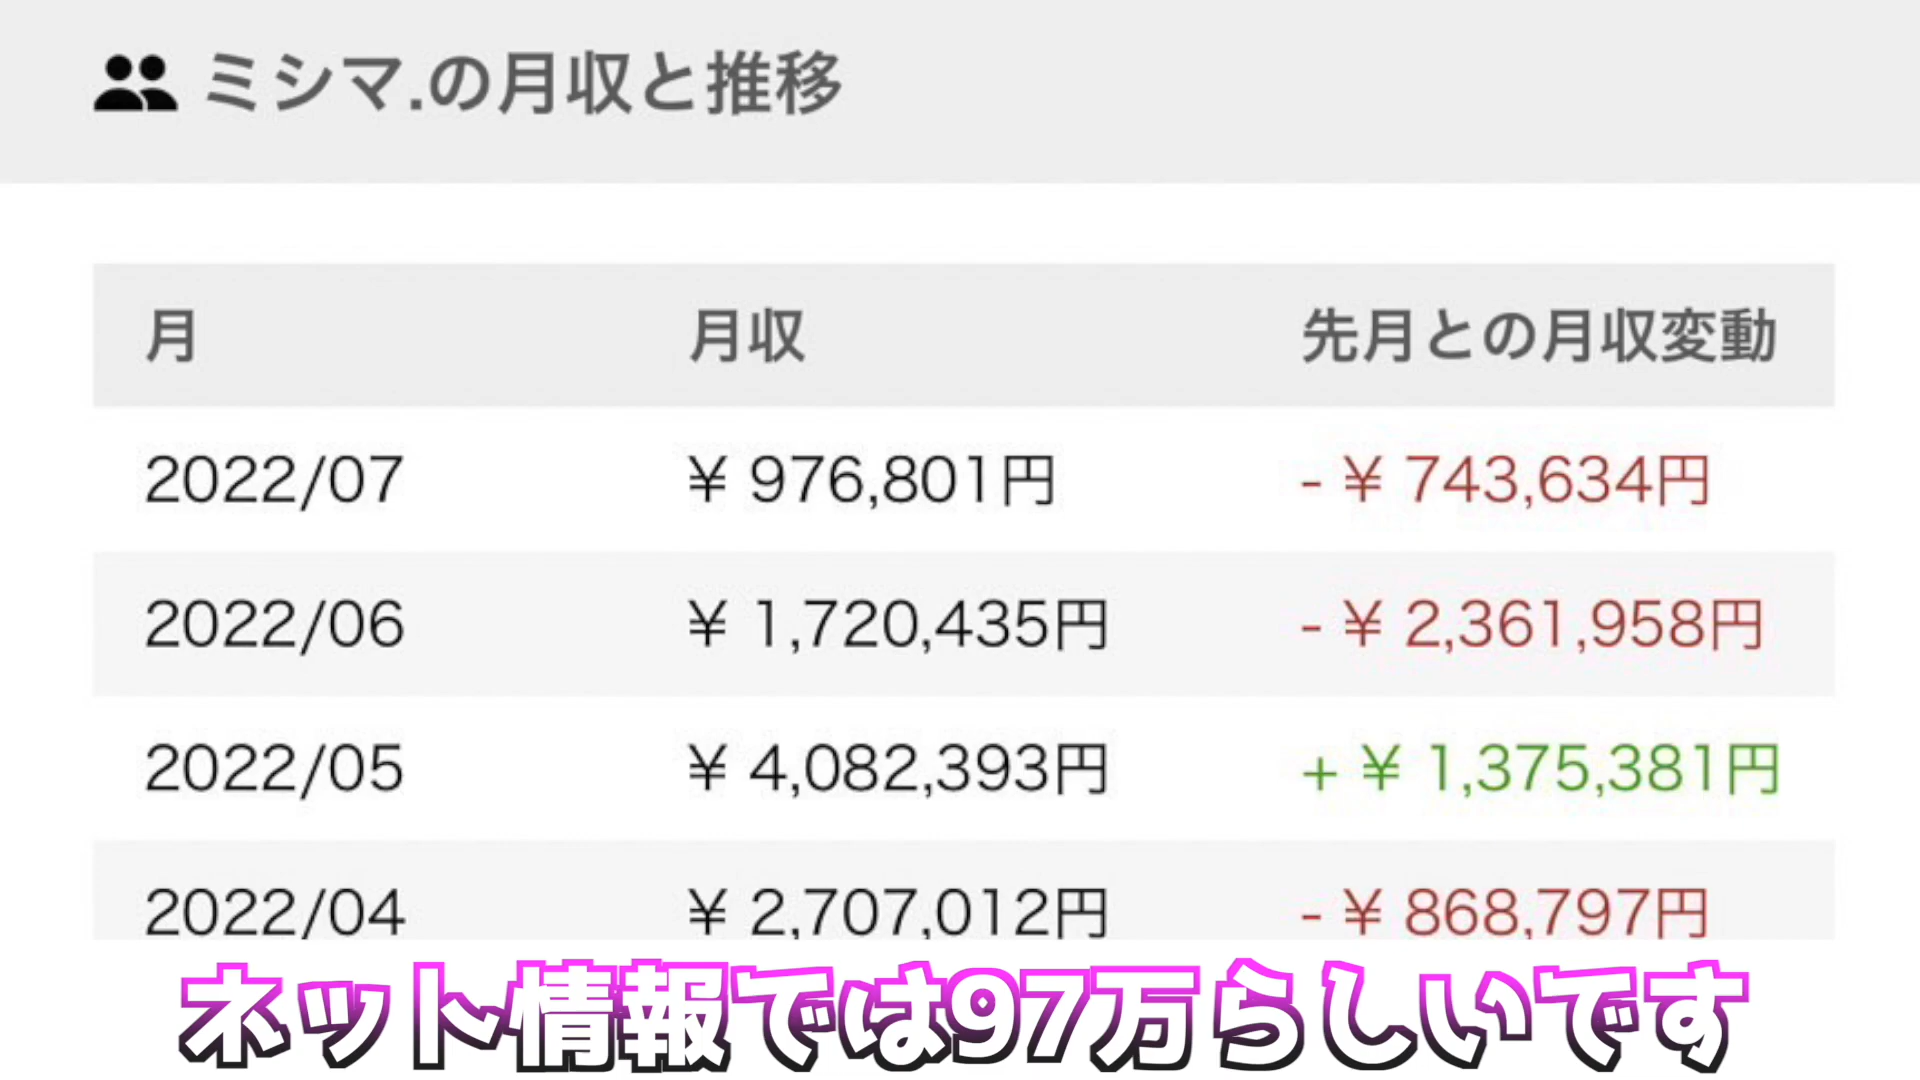 ミシマ.の月収と推移
月 月収 先月との月収変動
2022/07 ¥ 976,801円 - ¥ 743,634円
2022/06 ¥ 1,720,435円 - ¥ 2,361,958円
2022/05 ¥ 4,082,393円 + ¥ 1,375,381円
2022/04 ¥ 2,707,012円 - ¥ 868,797円
ネット情報では97万らしいです